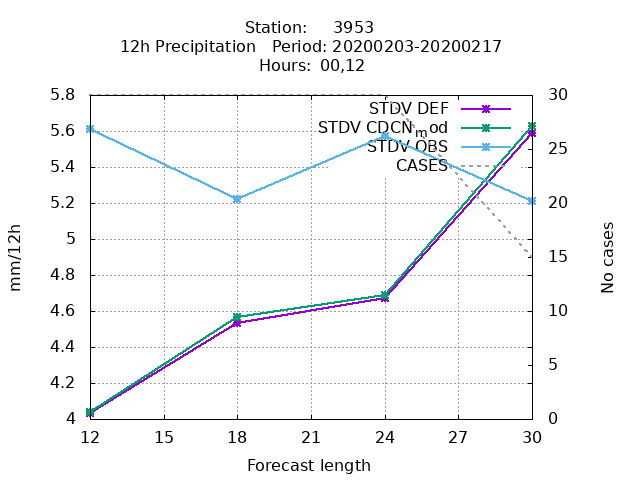 Station: 3953
12h Precipitation Period: 20200203-20200217
Hours: 00,12
5.8
5.6
5.4
5.2
5
4.8
4.6
4.4
4.2
4
30
25
20
15
10
5
0
STDV DEF
STDV CDCN_mod
STDV OBS
CASES
mm/12h
No cases
12 15 18 21 24 27 30
Forecast length